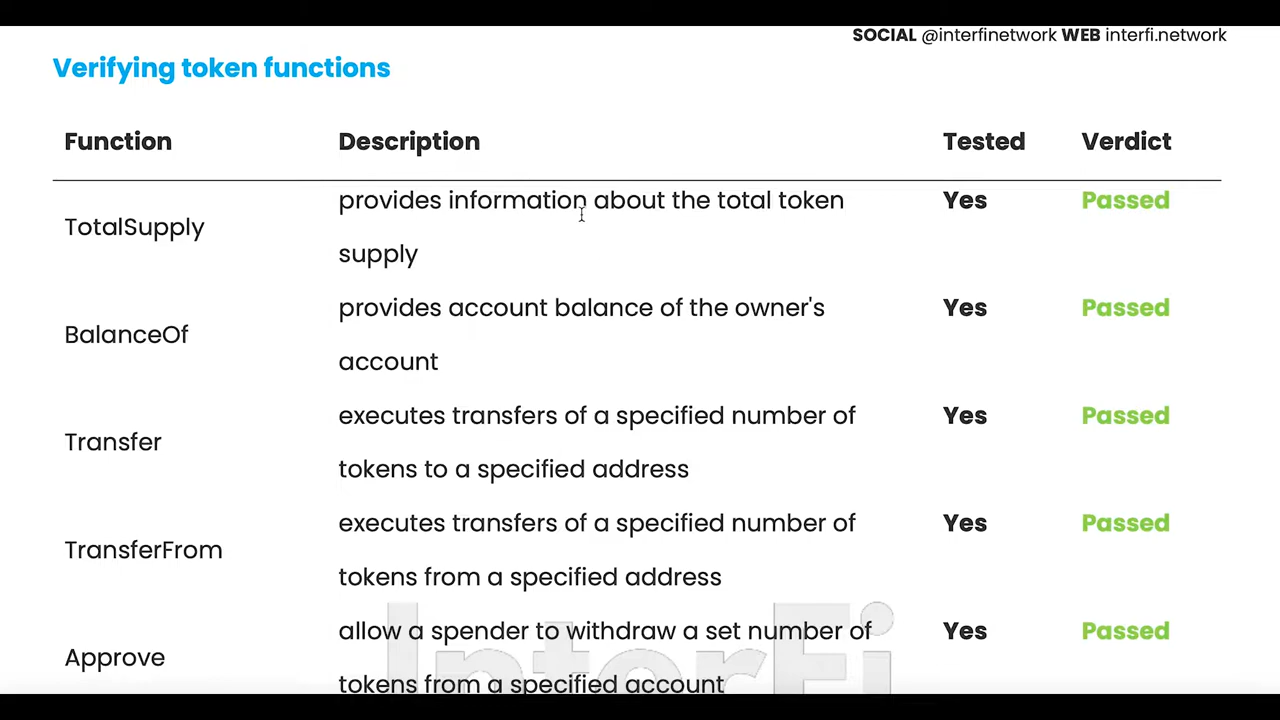 SOCIAL @interfinetwork WEB interfi.network
Verifying token functions
Function Description Tested Verdict
TotalSupply provides information about the total token Yes Passed
supply
BalanceOf provides account balance of the owner's Yes Passed
account
Transfer executes transfers of a specified number of Yes Passed
tokens to a specified address
TransferFrom executes transfers of a specified number of Yes Passed
tokens from a specified address
Approve allow a spender to withdraw a set number of Yes Passed
tokens from a specified account
InterFi